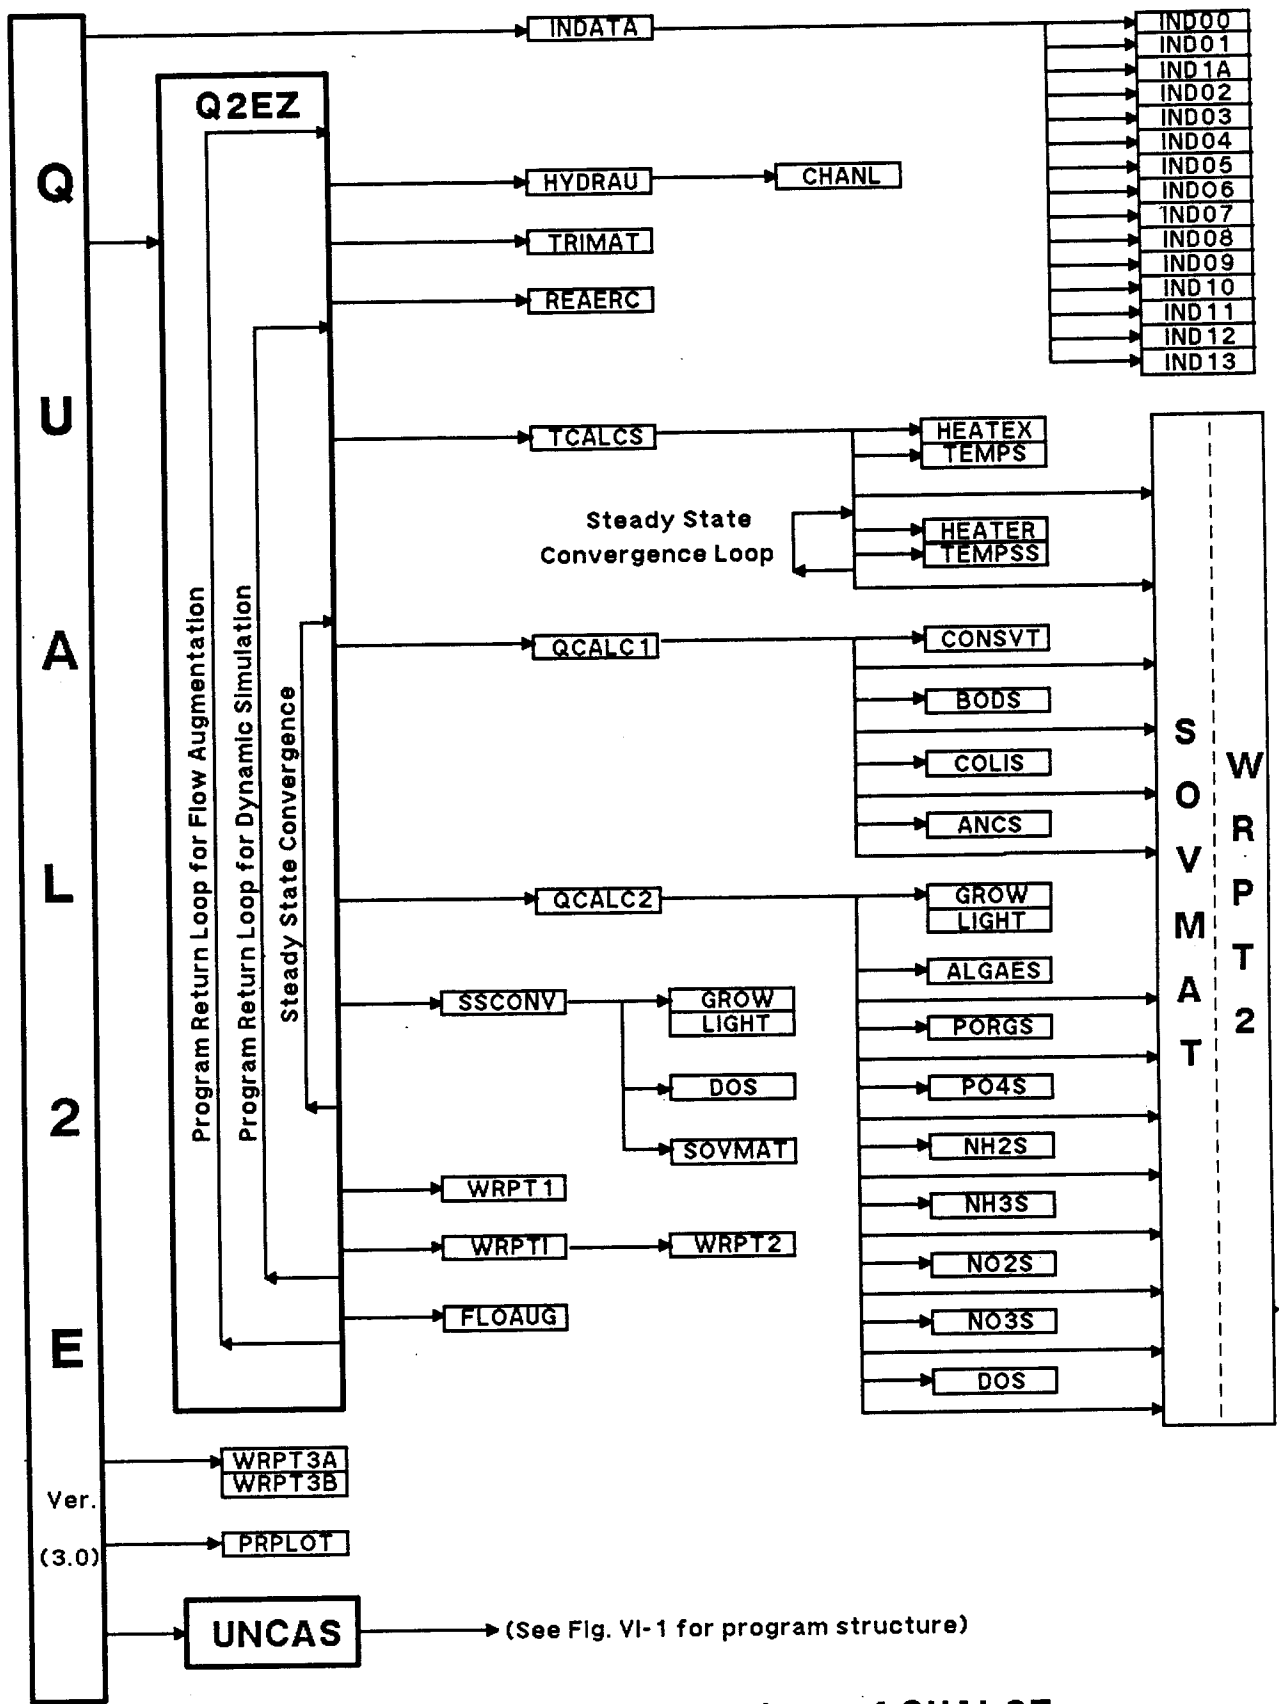 QUAL2E
Ver.
(3.0)
INDATA
IND00
IND01
IND1A
IND02
IND03
IND04
IND05
IND06
IND07
IND08
IND09
IND10
IND11
IND12
IND13
Q2EZ
Program Return Loop for Flow Augmentation
Program Return Loop for Dynamic Simulation
Steady State Convergence
HYDRAU
CHANL
TRIMAT
REAERC
TCALCS
HEATEX
TEMPS
Steady State
Convergence Loop
HEATER
TEMPSS
QCALC1
CONSVT
BODS
COLIS
ANCS
QCALC2
GROW
LIGHT
ALGAES
PORGS
PO4S
NH2S
NH3S
NO2S
NO3S
DOS
SOVMAT
WRPT2
SSCONV
GROW
LIGHT
DOS
SOVMAT
WRPT1
WRPTI
WRPT2
FLOAUG
WRPT3A
WRPT3B
PRPLOT
UNCAS
(See Fig. VI-1 for program structure)